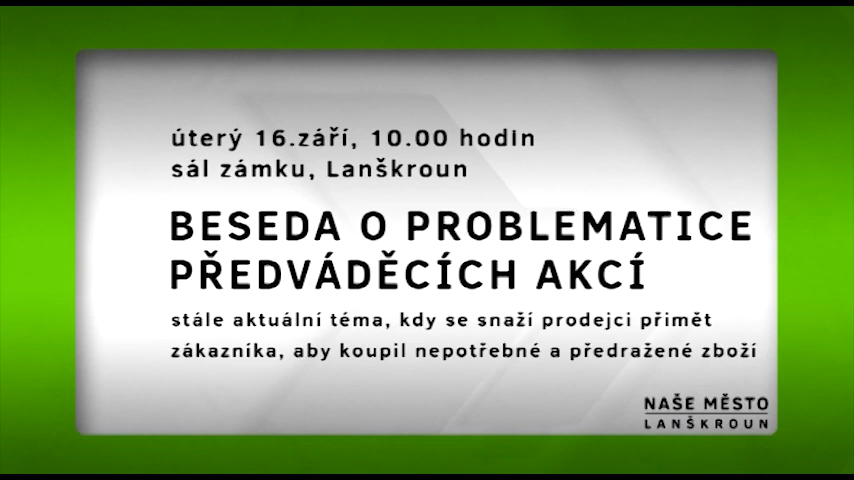 úterý 16.září, 10.00 hodin
sál zámku, Lanškroun
BESEDA O PROBLEMATICE
PŘEDVÁDĚCÍCH AKCÍ
stále aktuální téma, kdy se snaží prodejci přimět
zákazníka, aby koupil nepotřebné a předražené zboží
NAŠE MĚSTO
LANŠKROUN